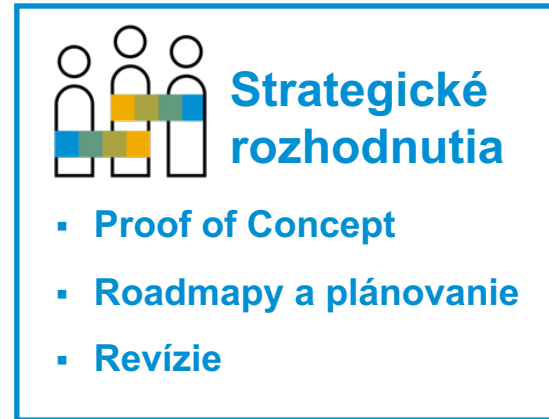 Strategické
rozhodnutia
▪ Proof of Concept
▪ Roadmapy a plánovanie
▪ Revízie